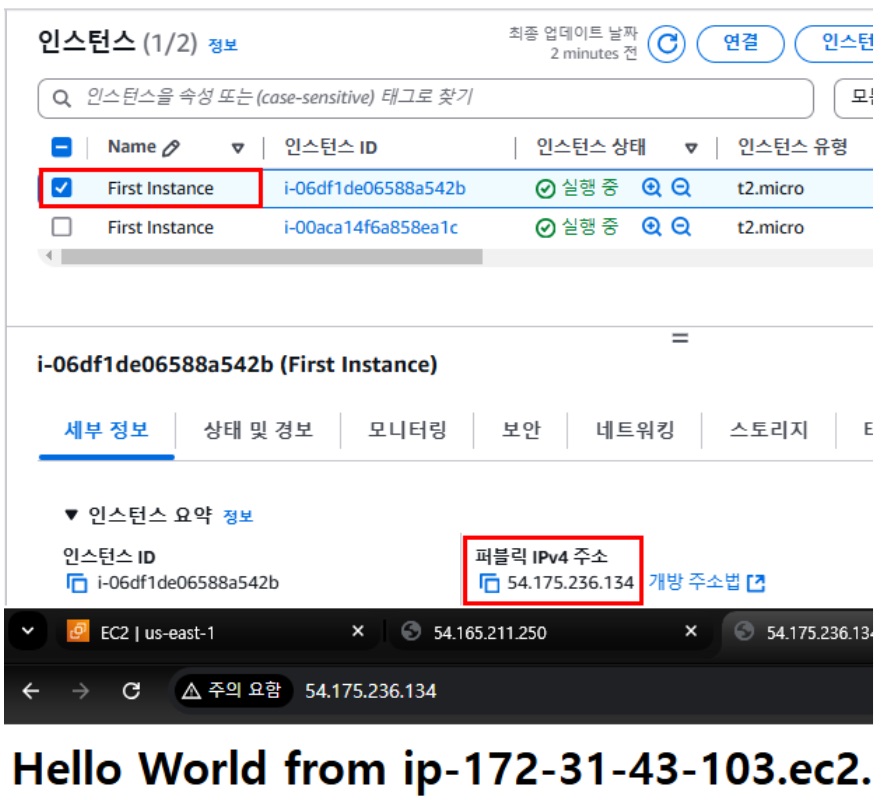 인스턴스 (1/2) 정보
최종 업데이트 날짜
2 minutes 전
연결
인스턴스를 속성 또는 (case-sensitive) 태그로 찾기
Name 인스턴스 ID 인스턴스 상태 인스턴스 유형
First Instance i-06df1de06588a542b 실행 중 t2.micro
First Instance i-00aca14f6a858ea1c 실행 중 t2.micro
i-06df1de06588a542b (First Instance)
세부 정보 상태 및 경보 모니터링 보안 네트워킹 스토리지
▼ 인스턴스 요약 정보
인스턴스 ID 퍼블릭 IPv4 주소
i-06df1de06588a542b 54.175.236.134 개방 주소법
EC2 | us-east-1 54.165.211.250 54.175.236.13
주의 요함 54.175.236.134
Hello World from ip-172-31-43-103.ec2.